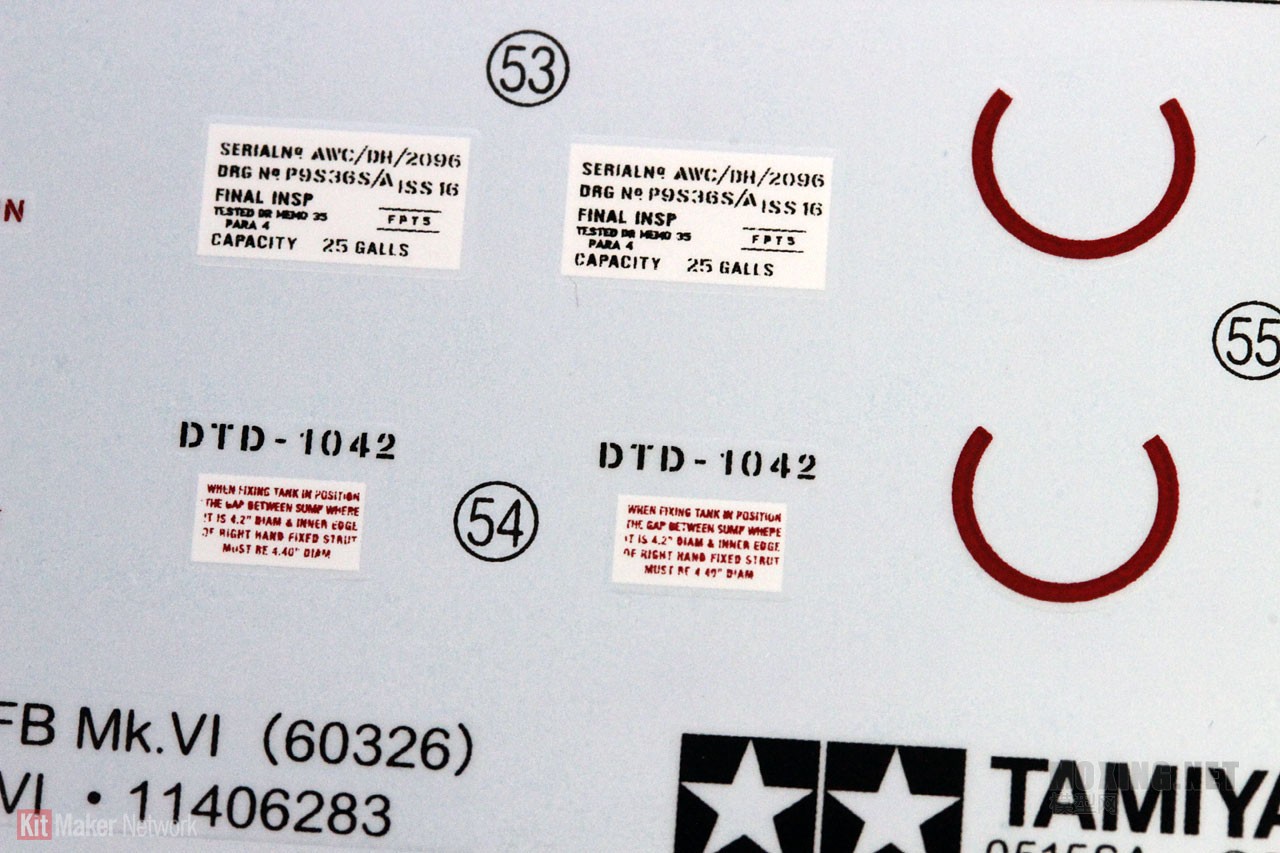 53
SERIAL Nº AWC/DH/2096
DRG Nº P9S36S/A ISS 16
FINAL INSP
TESTED DR MEMO 35
PARA 4
FPTS
CAPACITY 25 GALLS
SERIAL Nº AWC/DH/2096
DRG Nº P9S36S/A ISS 16
FINAL INSP
TESTED DR MEMO 35
PARA 4
FPTS
CAPACITY 25 GALLS
N
55
DTD-1042
DTD-1042
WHEN FIXING TANK IN POSITION
THE GAP BETWEEN SUMP WHERE
IT IS 4.2" DIAM & INNER EDGE
OF RIGHT HAND FIXED STRUT
MUST BE 4.40" DIAM
54
WHEN FIXING TANK IN POSITION
THE GAP BETWEEN SUMP WHERE
IT IS 4.2" DIAM & INNER EDGE
OF RIGHT HAND FIXED STRUT
MUST BE 4.40" DIAM
FB Mk.VI (60326)
VI・11406283
TAMIYA
Kit Maker Network